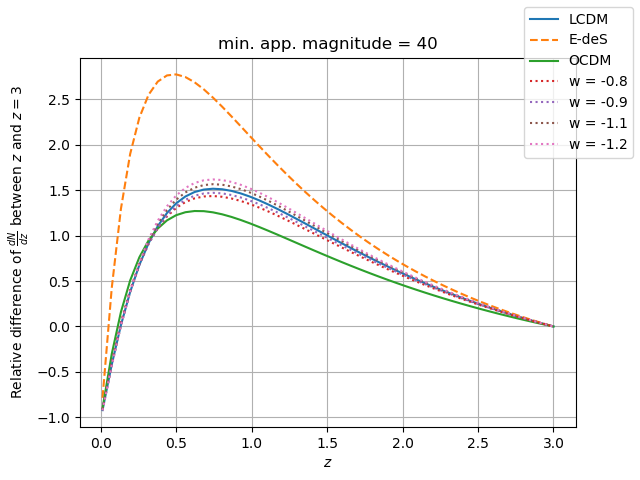 min. app. magnitude = 40
LCDM
E-deS
OCDM
w = -0.8
w = -0.9
w = -1.1
w = -1.2
Relative difference of $\frac{dN}{dz}$ between z and z = 3
2.5
2.0
1.5
1.0
0.5
0.0
−0.5
−1.0
0.0 0.5 1.0 1.5 2.0 2.5 3.0
z